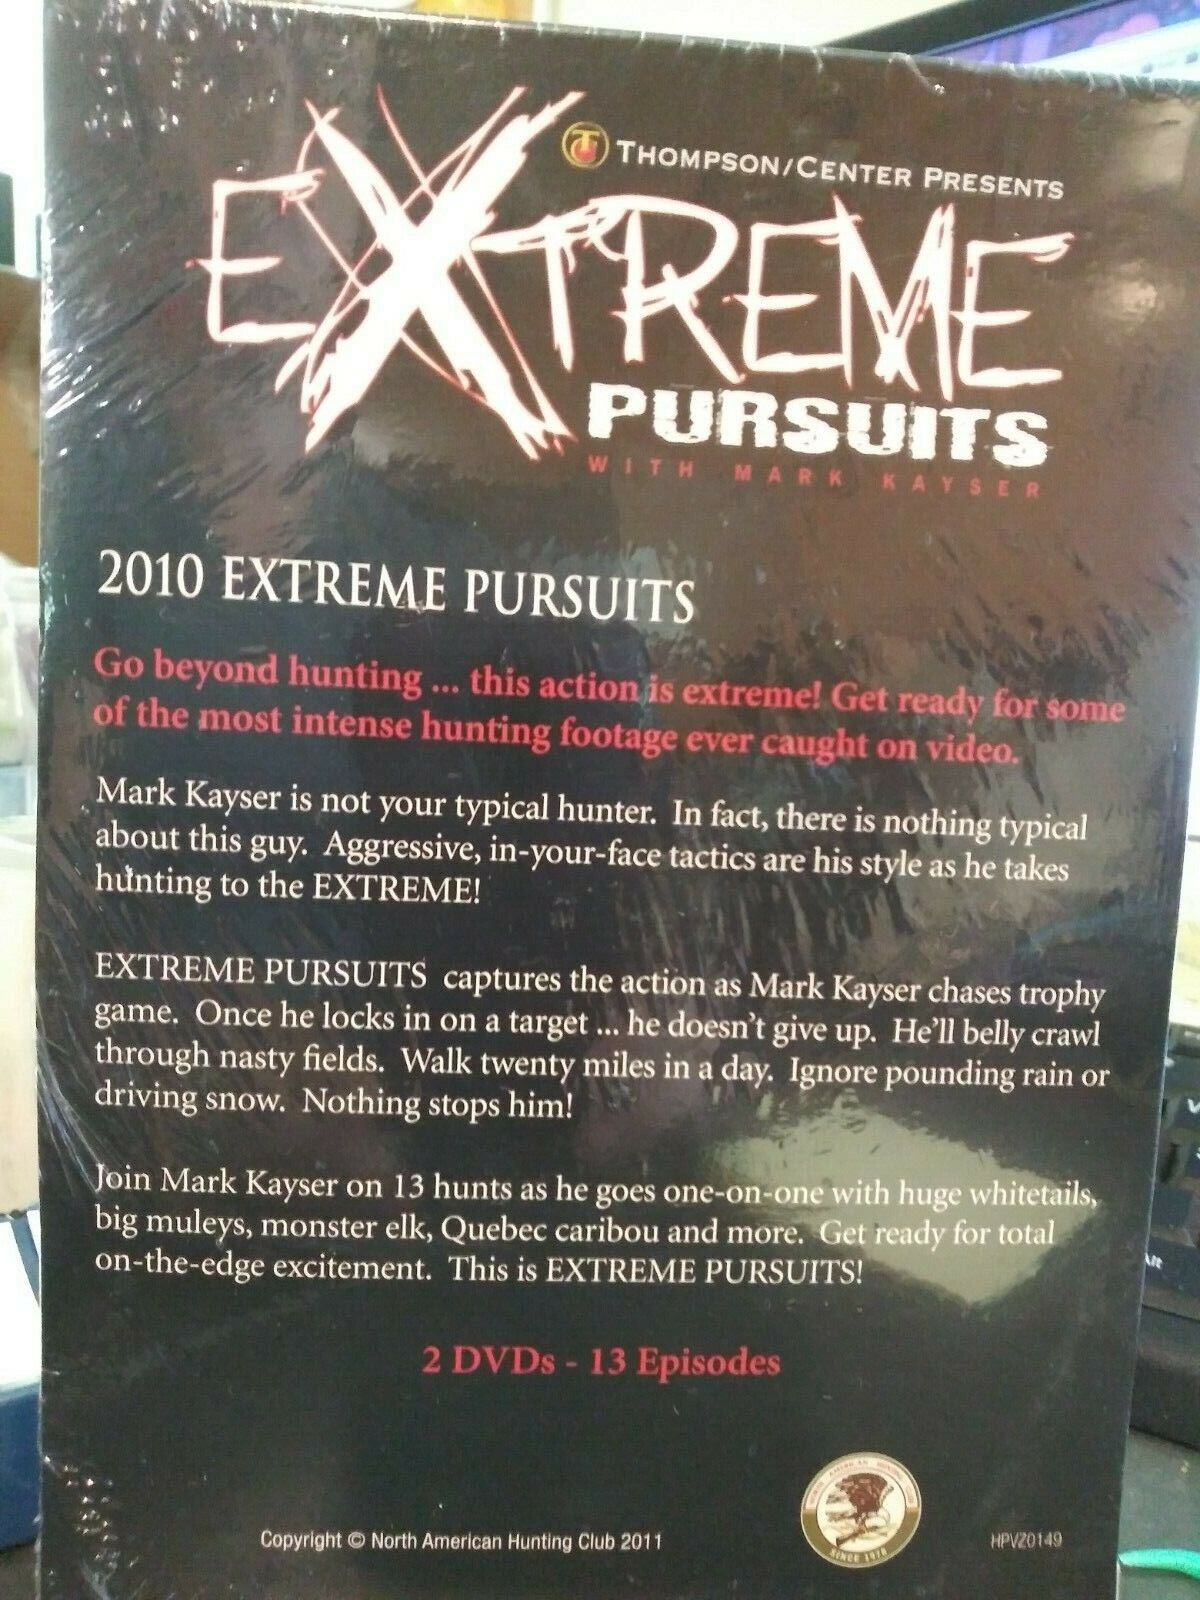 THOMPSON/CENTER PRESENTS
EXTREME
PURSUITS
WITH MARK KAYSER
2010 EXTREME PURSUITS
Go beyond hunting ... this action is extreme! Get ready for some
of the most intense hunting footage ever caught on video.
Mark Kayser is not your typical hunter. In fact, there is nothing typical
about this guy. Aggressive, in-your-face tactics are his style as he takes
hunting to the EXTREME!
EXTREME PURSUITS captures the action as Mark Kayser chases trophy
game. Once he locks in on a target ... he doesn't give up. He'll belly crawl
through nasty fields. Walk twenty miles in a day. Ignore pounding rain or
driving snow. Nothing stops him!
Join Mark Kayser on 13 hunts as he goes one-on-one with huge whitetails,
big muleys, monster elk, Quebec caribou and more. Get ready for total
on-the-edge excitement. This is EXTREME PURSUITS!
2 DVDs - 13 Episodes
NORTH AMERICAN HUNTING CLUB
SINCE 1978
Copyright © North American Hunting Club 2011
HPVZ0149